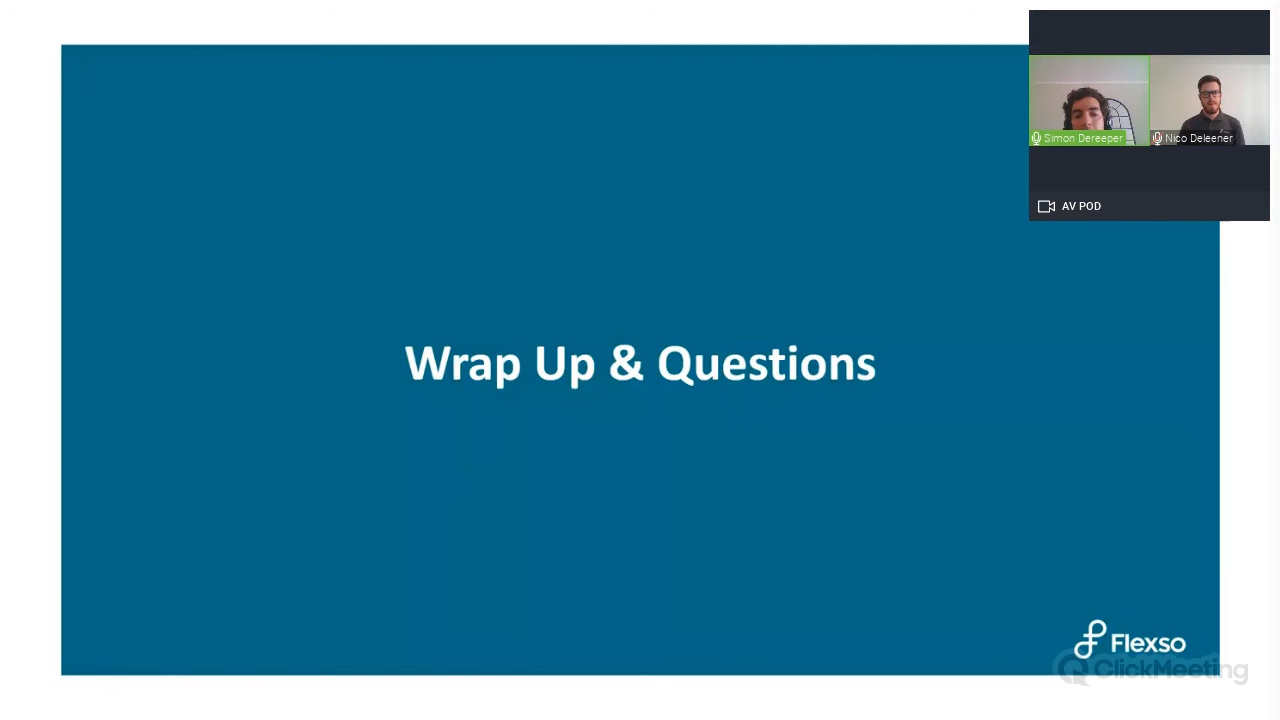 Simon Dereeper
Nico Deleener
AV POD
Wrap Up & Questions
Flexso
ClickMeeting